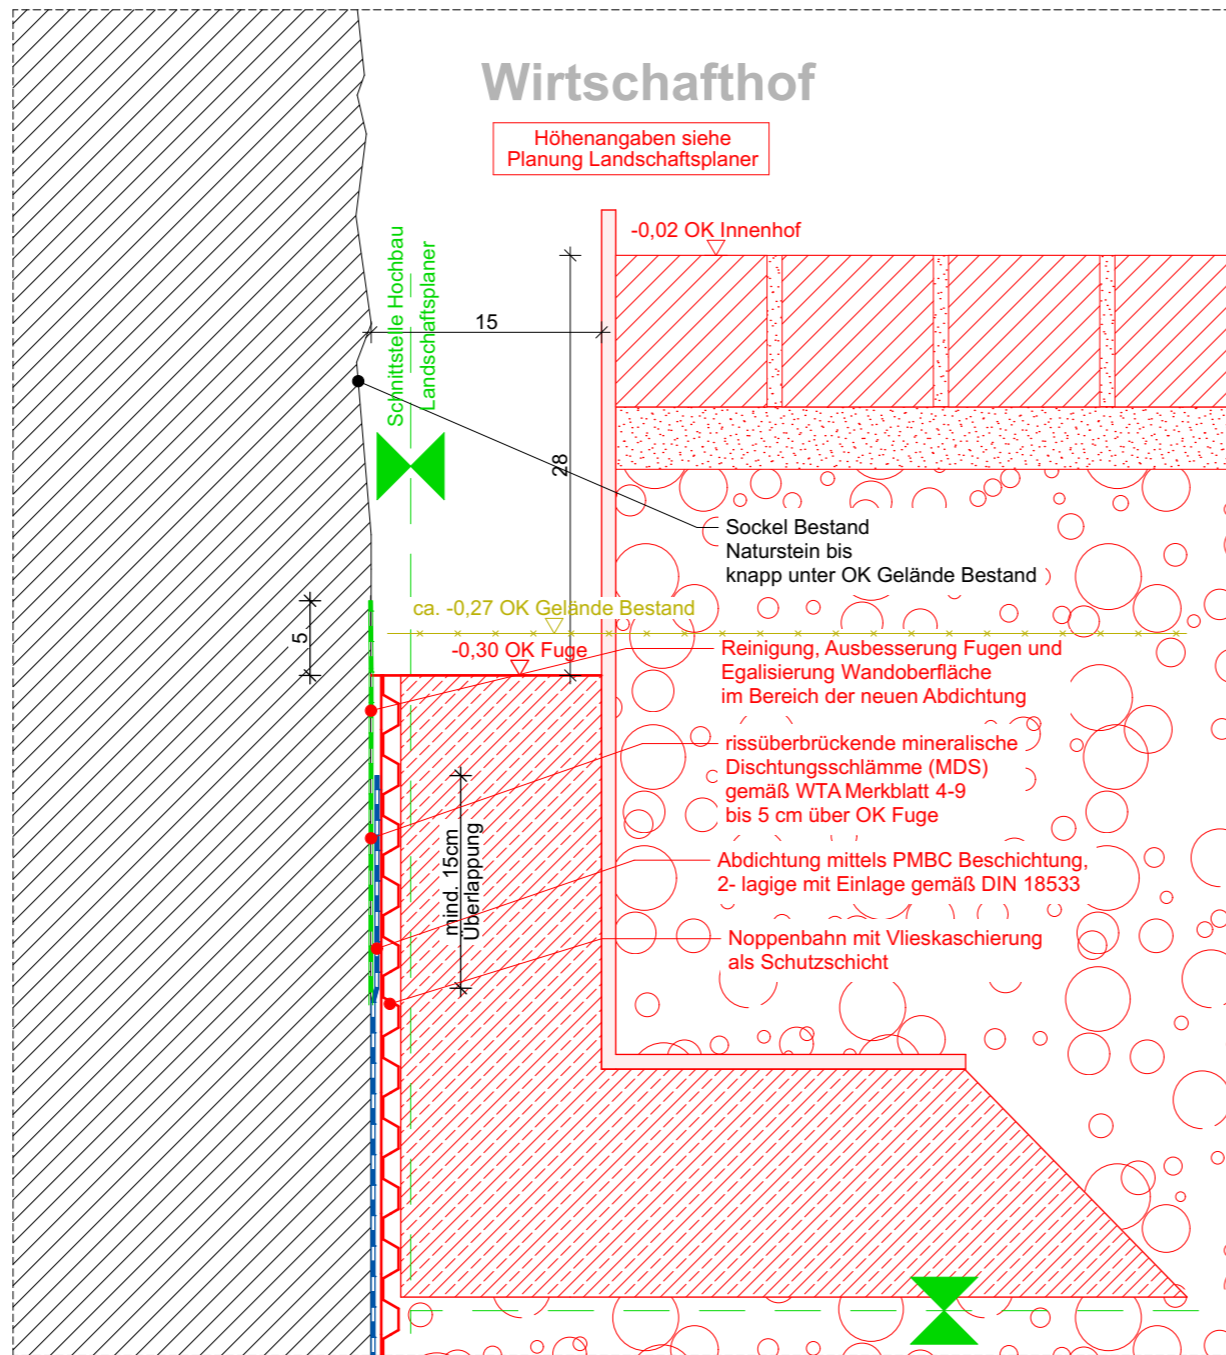 Wirtschafthof
Höhenangaben siehe
Planung Landschaftsplaner
-0,02 OK Innenhof
Schnittstelle Hochbau
Landschaftsplaner
15
28
Sockel Bestand
Naturstein bis
knapp unter OK Gelände Bestand
ca. -0,27 OK Gelände Bestand
5
-0,30 OK Fuge
Reinigung, Ausbesserung Fugen und
Egalisierung Wandoberfläche
im Bereich der neuen Abdichtung
rissüberbrückende mineralische
Dischtungsschlämme (MDS)
gemäß WTA Merkblatt 4-9
bis 5 cm über OK Fuge
mind. 15cm
Überlappung
Abdichtung mittels PMBC Beschichtung,
2- lagige mit Einlage gemäß DIN 18533
Noppenbahn mit Vlieskaschierung
als Schutzschicht